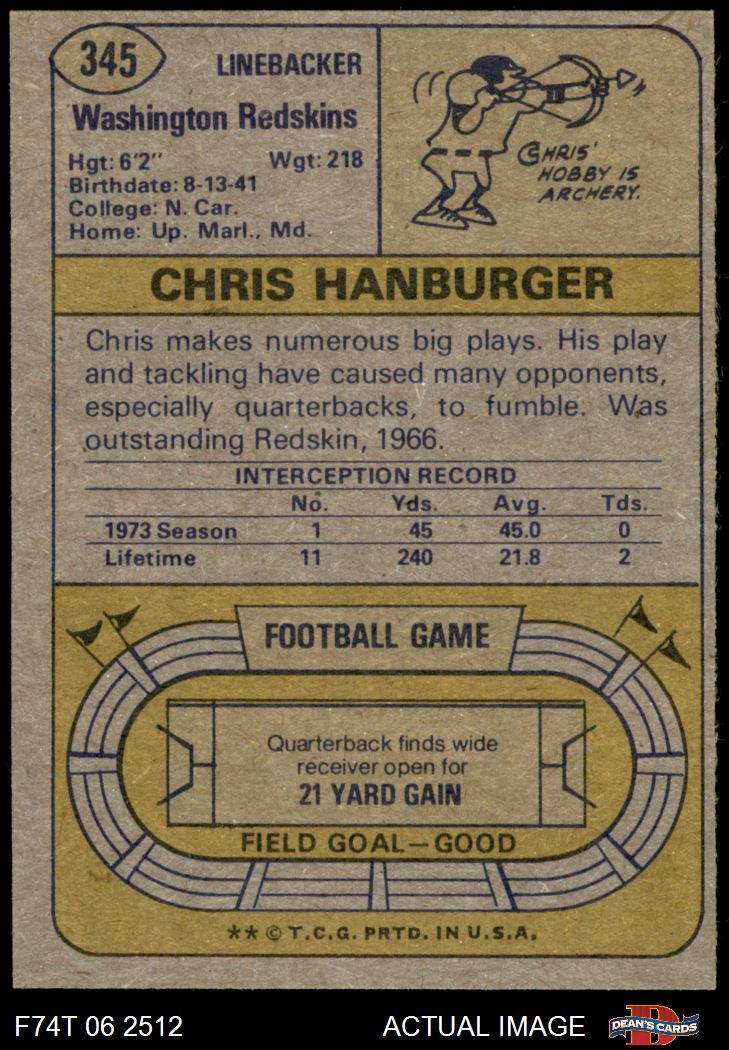 345
LINEBACKER
Washington Redskins
Hgt: 6'2" Wgt: 218
Birthdate: 8-13-41
College: N. Car.
Home: Up. Marl., Md.
CHRIS'
HOBBY IS
ARCHERY.
CHRIS HANBURGER
Chris makes numerous big plays. His play
and tackling have caused many opponents,
especially quarterbacks, to fumble. Was
outstanding Redskin, 1966.
INTERCEPTION RECORD
No. Yds. Avg. Tds.
1973 Season 1 45 45.0 0
Lifetime 11 240 21.8 2
FOOTBALL GAME
Quarterback finds wide
receiver open for
21 YARD GAIN
FIELD GOAL—GOOD
** © T.C.G. PRTD. IN U.S.A.
F74T 06 2512 ACTUAL IMAGE D DEAN'S CARDS